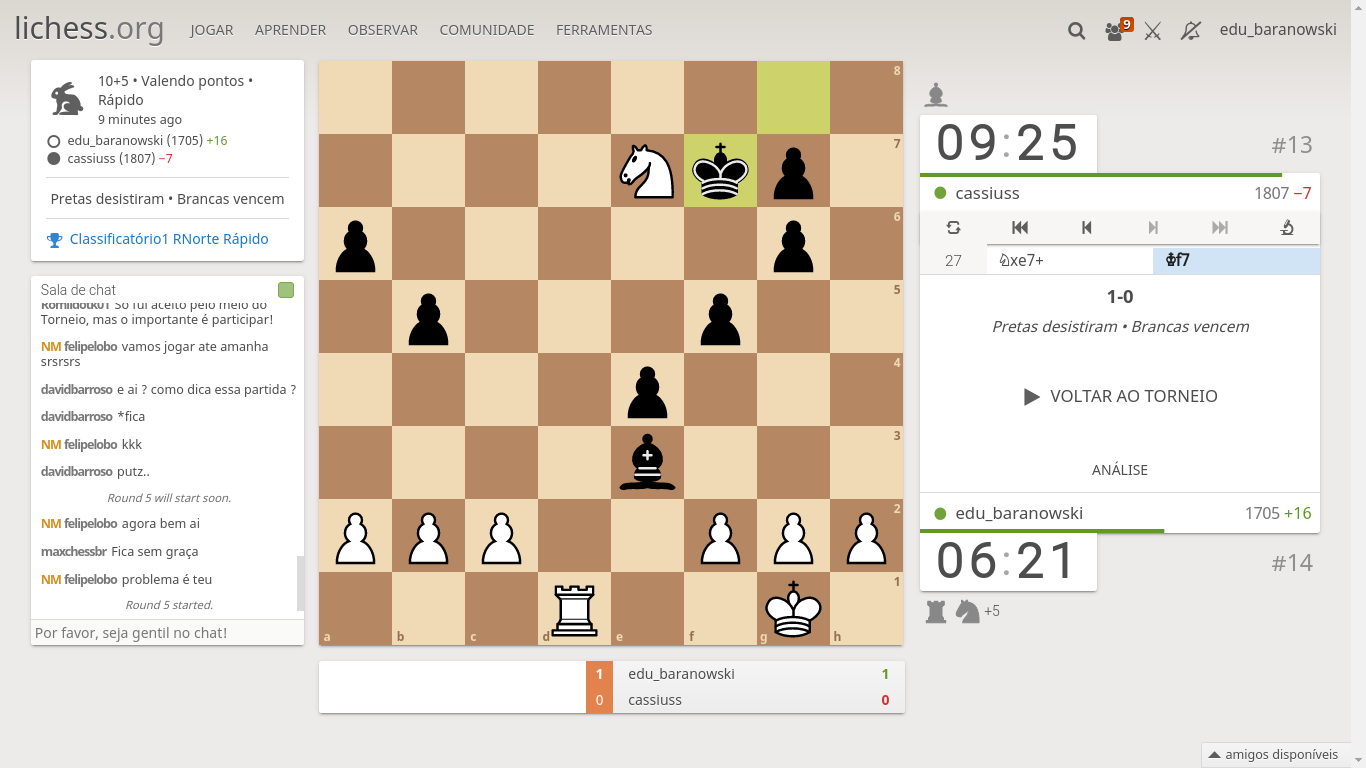 lichess.org JOGAR APRENDER OBSERVAR COMUNIDADE FERRAMENTAS 9 edu_baranowski
10+5 • Valendo pontos •
Rápido
9 minutes ago
edu_baranowski (1705) +16
cassiuss (1807) −7
Pretas desistiram • Brancas vencem
Classificatório1 RNorte Rápido
Sala de chat
Torneio, mas o importante é participar!
NM felipelobo vamos jogar ate amanha
srsrsrs
davidbarroso e ai ? como dica essa partida ?
davidbarroso *fica
NM felipelobo kkk
davidbarroso putz..
Round 5 will start soon.
NM felipelobo agora bem ai
maxchessbr Fica sem graça
NM felipelobo problema é teu
Round 5 started.
Por favor, seja gentil no chat!
8
7
6
5
4
3
2
1
a b c d e f g h
1 edu_baranowski 1
0 cassiuss 0
09:25 #13
cassiuss 1807 −7
27 ♘xe7+ ♔f7
1-0
Pretas desistiram • Brancas vencem
VOLTAR AO TORNEIO
ANÁLISE
edu_baranowski 1705 +16
06:21 #14
+5
amigos disponíveis